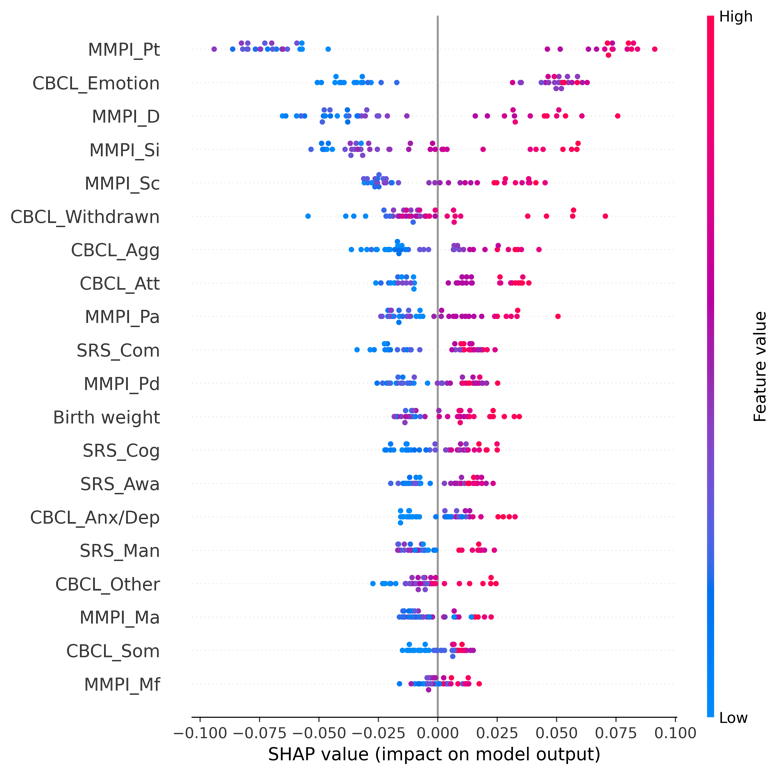 High
MMPI_Pt
CBCL_Emotion
MMPI_D
MMPI_Si
MMPI_Sc
CBCL_Withdrawn
CBCL_Agg
CBCL_Att
MMPI_Pa
SRS_Com
MMPI_Pd
Birth weight
SRS_Cog
SRS_Awa
CBCL_Anx/Dep
SRS_Man
CBCL_Other
MMPI_Ma
CBCL_Som
MMPI_Mf
Feature value
Low
−0.100 −0.075 −0.050 −0.025 0.000 0.025 0.050 0.075 0.100
SHAP value (impact on model output)